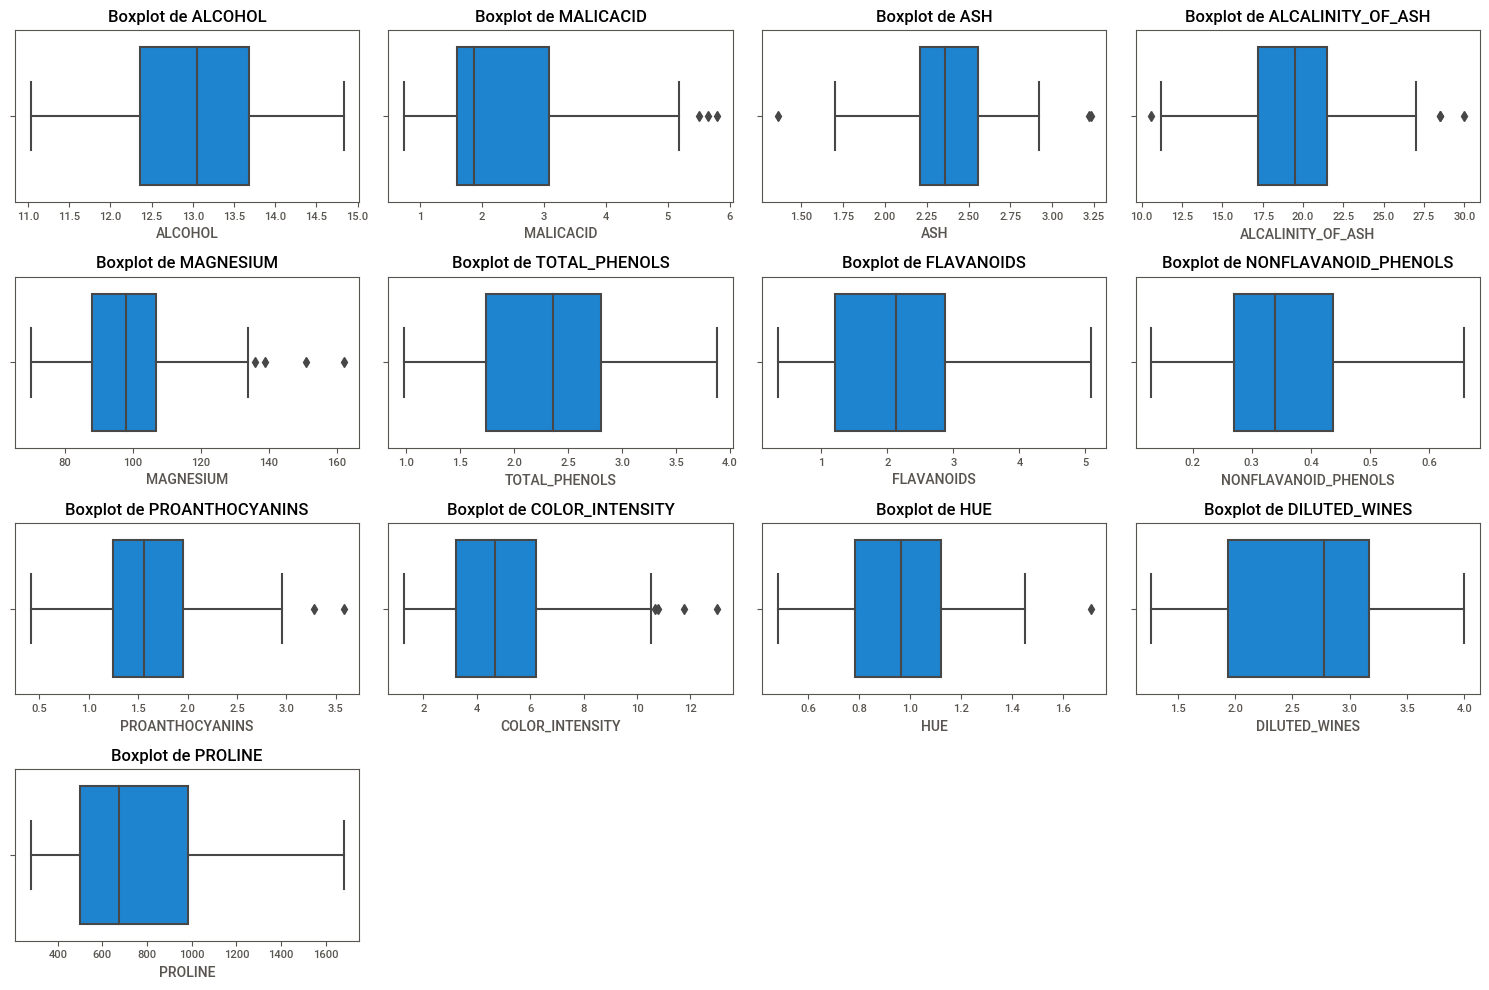 Boxplot de ALCOHOL
11.0 11.5 12.0 12.5 13.0 13.5 14.0 14.5 15.0
ALCOHOL
Boxplot de MALICACID
1 2 3 4 5 6
MALICACID
Boxplot de ASH
1.50 1.75 2.00 2.25 2.50 2.75 3.00 3.25
ASH
Boxplot de ALCALINITY_OF_ASH
10.0 12.5 15.0 17.5 20.0 22.5 25.0 27.5 30.0
ALCALINITY_OF_ASH
Boxplot de MAGNESIUM
80 100 120 140 160
MAGNESIUM
Boxplot de TOTAL_PHENOLS
1.0 1.5 2.0 2.5 3.0 3.5 4.0
TOTAL_PHENOLS
Boxplot de FLAVANOIDS
1 2 3 4 5
FLAVANOIDS
Boxplot de NONFLAVANOID_PHENOLS
0.2 0.3 0.4 0.5 0.6
NONFLAVANOID_PHENOLS
Boxplot de PROANTHOCYANINS
0.5 1.0 1.5 2.0 2.5 3.0 3.5
PROANTHOCYANINS
Boxplot de COLOR_INTENSITY
2 4 6 8 10 12
COLOR_INTENSITY
Boxplot de HUE
0.6 0.8 1.0 1.2 1.4 1.6
HUE
Boxplot de DILUTED_WINES
1.5 2.0 2.5 3.0 3.5 4.0
DILUTED_WINES
Boxplot de PROLINE
400 600 800 1000 1200 1400 1600
PROLINE